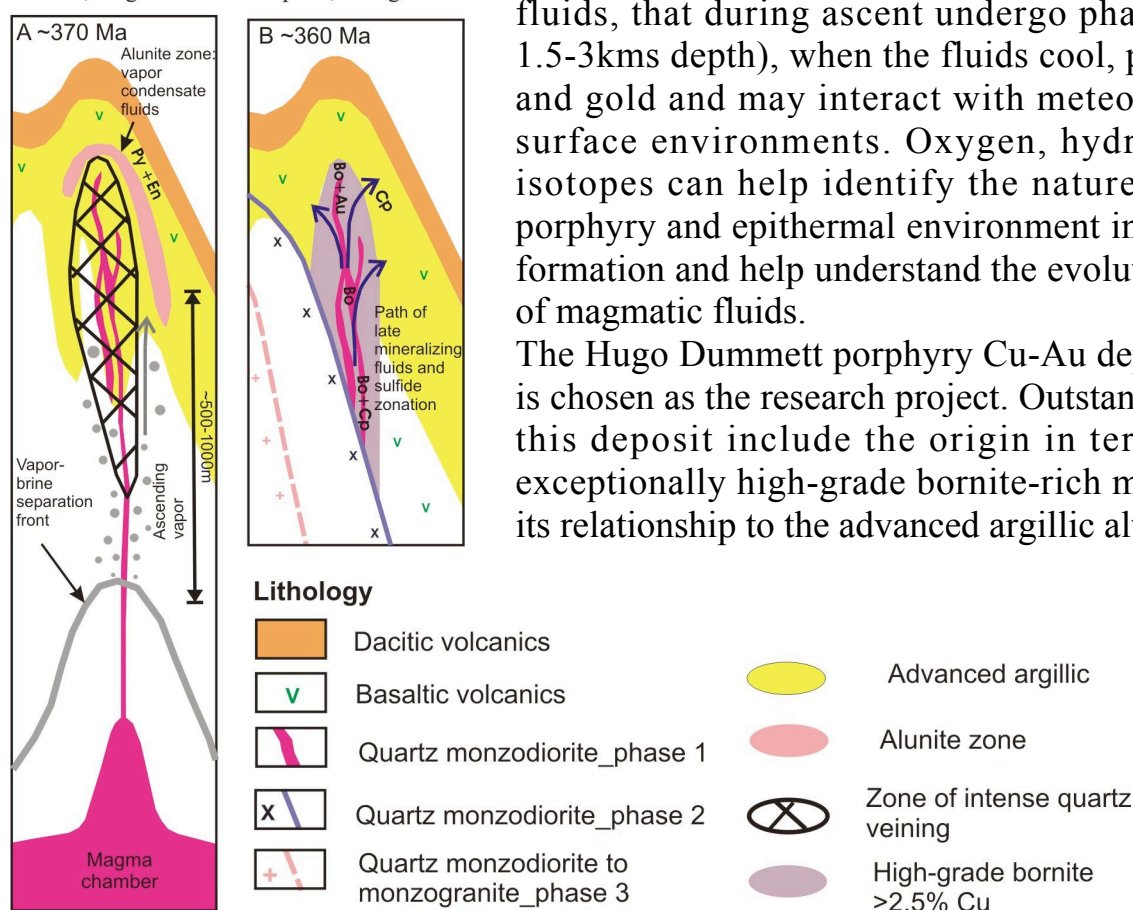 A ~370 Ma
Alunite zone:
vapor
condensate
fluids
v
v
v
Py + En
~500-1000m
Ascending
vapor
Vapor-
brine
separation
front
Magma
chamber
B ~360 Ma
v
v
v
v
v
Bo+Au
Cp
Bo
Bo+Cp
Path of
late
mineralizing
fluids and
sulfide
zonation
x
x
x
x
x
+
+
+
fluids, that during ascent undergo pha
1.5-3kms depth), when the fluids cool, p
and gold and may interact with meteo
surface environments. Oxygen, hydr
isotopes can help identify the nature
porphyry and epithermal environment in
formation and help understand the evolut
of magmatic fluids.
The Hugo Dummett porphyry Cu-Au de
is chosen as the research project. Outstan
this deposit include the origin in ter
exceptionally high-grade bornite-rich m
its relationship to the advanced argillic al
Lithology
Dacitic volcanics
v Basaltic volcanics
Quartz monzodiorite_phase 1
x Quartz monzodiorite_phase 2
+ Quartz monzodiorite to
monzogranite_phase 3
Advanced argillic
Alunite zone
Zone of intense quartz
veining
High-grade bornite
>2.5% Cu